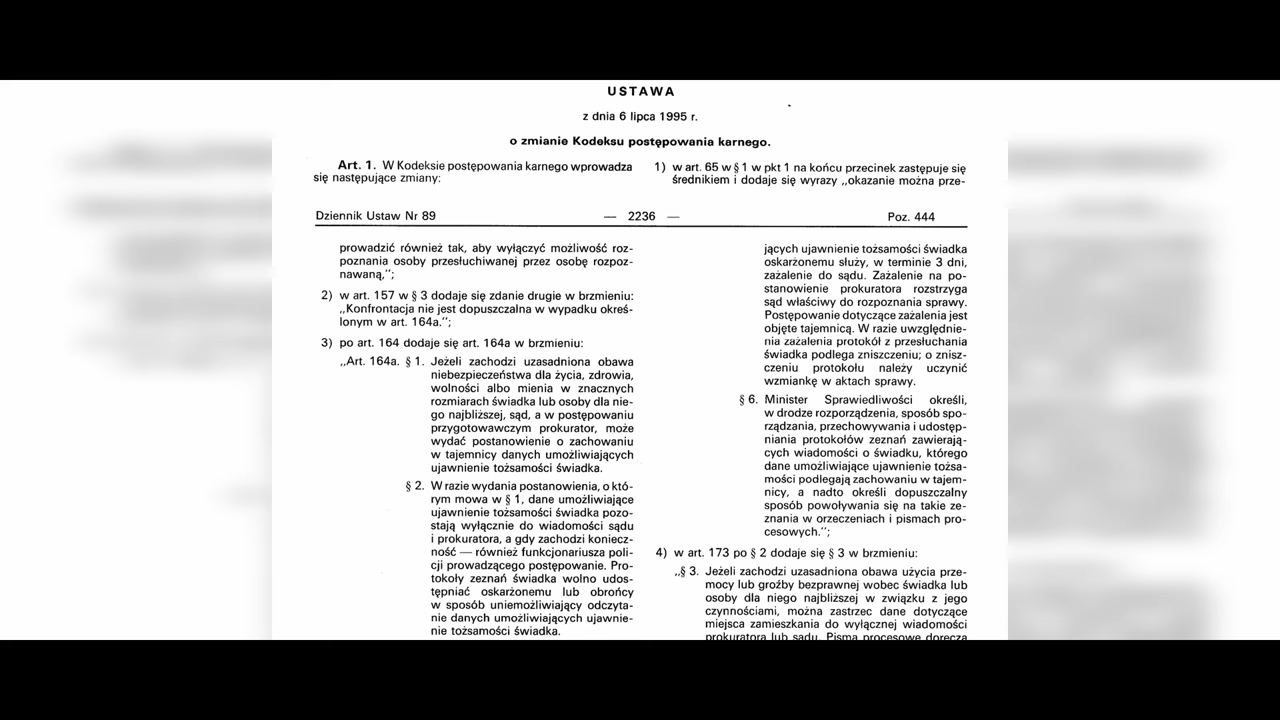 USTAWA
z dnia 6 lipca 1995 r.
o zmianie Kodeksu postępowania karnego.
Art. 1. W Kodeksie postępowania karnego wprowadza
się następujące zmiany:
1) w art. 65 w § 1 w pkt 1 na końcu przecinek zastępuje się
średnikiem i dodaje się wyrazy „okazanie można prze-
Dziennik Ustaw Nr 89 — 2236 — Poz. 444
prowadzić również tak, aby wyłączyć możliwość roz-
poznania osoby przesłuchiwanej przez osobę rozpoz-
nawaną,”;
2) w art. 157 w § 3 dodaje się zdanie drugie w brzmieniu:
„Konfrontacja nie jest dopuszczalna w wypadku okreś-
lonym w art. 164a.”;
3) po art. 164 dodaje się art. 164a w brzmieniu:
„Art. 164a. § 1. Jeżeli zachodzi uzasadniona obawa
niebezpieczeństwa dla życia, zdrowia,
wolności albo mienia w znacznych
rozmiarach świadka lub osoby dla nie-
go najbliższej, sąd, a w postępowaniu
przygotowawczym prokurator, może
wydać postanowienie o zachowaniu
w tajemnicy danych umożliwiających
ujawnienie tożsamości świadka.
§ 2. W razie wydania postanowienia, o któ-
rym mowa w § 1, dane umożliwiające
ujawnienie tożsamości świadka pozo-
stają wyłącznie do wiadomości sądu
i prokuratora, a gdy zachodzi koniecz-
ność — również funkcjonariusza poli-
cji prowadzącego postępowanie. Pro-
tokoły zeznań świadka wolno udos-
tępniać oskarżonemu lub obrońcy
w sposób uniemożliwiający odczyta-
nie danych umożliwiających ujawnie-
nie tożsamości świadka.
jących ujawnienie tożsamości świadka
oskarżonemu służy, w terminie 3 dni,
zażalenie do sądu. Zażalenie na po-
stanowienie prokuratora rozstrzyga
sąd właściwy do rozpoznania sprawy.
Postępowanie dotyczące zażalenia jest
objęte tajemnicą. W razie uwzględnie-
nia zażalenia protokół z przesłuchania
świadka podlega zniszczeniu; o znisz-
czeniu protokołu należy uczynić
wzmiankę w aktach sprawy.
§ 6. Minister Sprawiedliwości określi,
w drodze rozporządzenia, sposób spo-
rządzania, przechowywania i udostęp-
niania protokołów zeznań zawierają-
cych wiadomości o świadku, którego
dane umożliwiające ujawnienie tożsa-
mości podlegają zachowaniu w tajem-
nicy, a nadto określi dopuszczalny
sposób powoływania się na takie ze-
znania w orzeczeniach i pismach pro-
cesowych.”;
4) w art. 173 po § 2 dodaje się § 3 w brzmieniu:
„§ 3. Jeżeli zachodzi uzasadniona obawa użycia prze-
mocy lub groźby bezprawnej wobec świadka lub
osoby dla niego najbliższej w związku z jego
czynnościami, można zastrzec dane dotyczące
miejsca zamieszkania do wyłącznej wiadomości
prokuratora lub sądu. Pisma procesowe doręcza